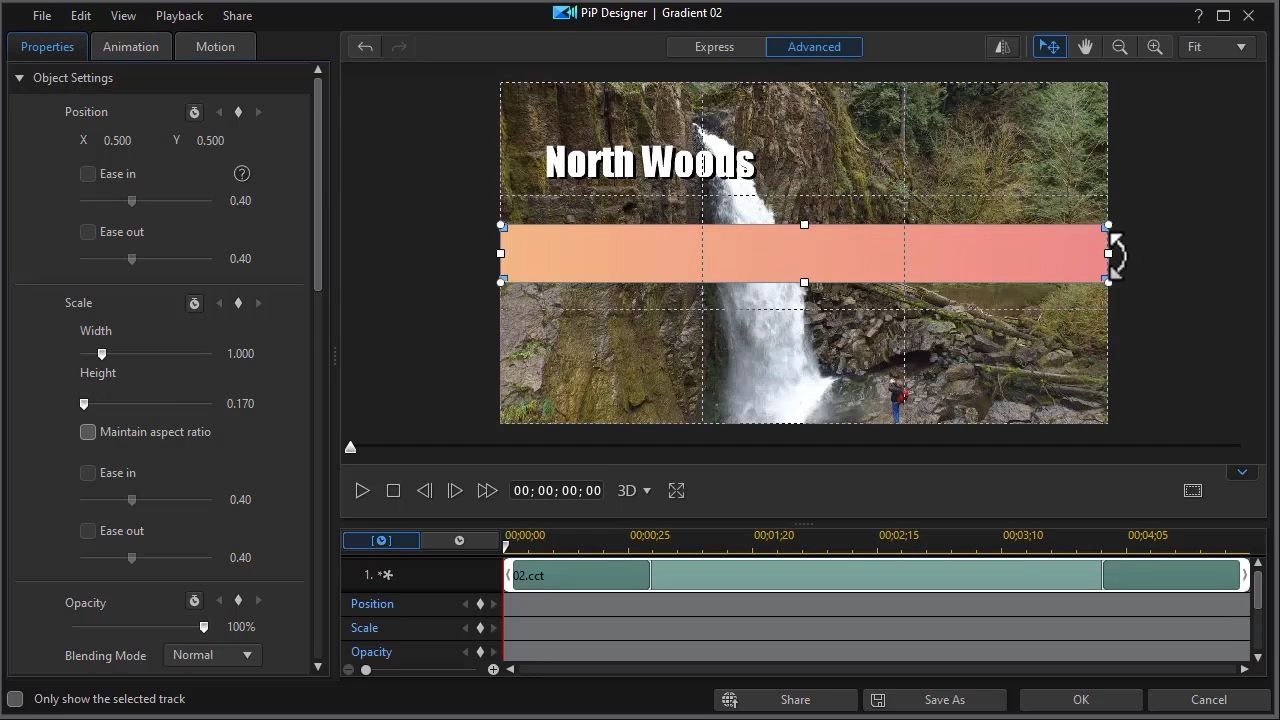 PiP Designer | Gradient 02
File Edit View Playback Share
?
Properties Animation Motion
Express Advanced
Fit
Object Settings
Position
X 0.500 Y 0.500
Ease in ?
0.40
Ease out
0.40
Scale
Width
1.000
Height
0.170
Maintain aspect ratio
Ease in
0.40
Ease out
0.40
Opacity
100%
Blending Mode Normal
North Woods
00; 00; 00; 00 3D
00;00;00 00;00;25 00;01;20 00;02;15 00;03;10 00;04;05
1. 02.cct
Position
Scale
Opacity
Only show the selected track
Share Save As OK Cancel